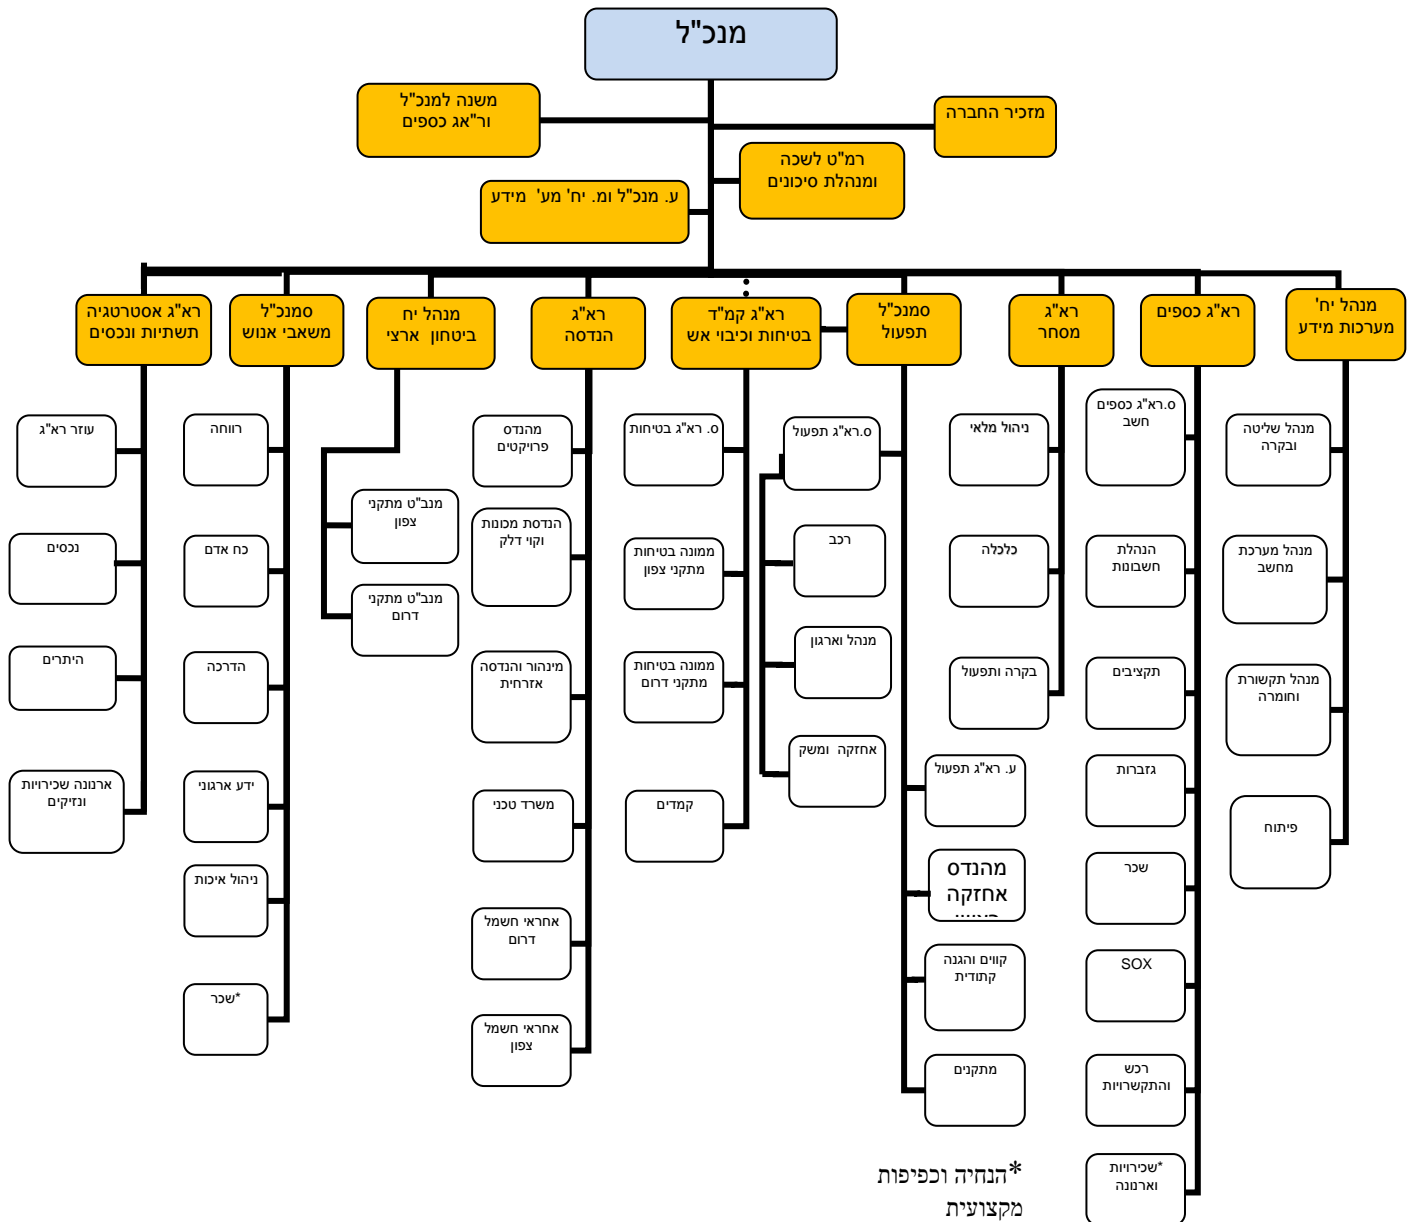 מנכ"ל
מזכיר החברה
משנה למנכ"ל
ור"אג כספים
רמ"ט לשכה
ומנהלת סיכונים
ע. מנכ"ל ומ. יח' מע' מידע
מנהל יח'
מערכות מידע
רא"ג כספים
רא"ג
מסחר
סמנכ"ל
תפעול
רא"ג קמ"ד
בטיחות וכיבוי אש
רא"ג
הנדסה
מנהל יח
ביטחון ארצי
סמנכ"ל
משאבי אנוש
רא"ג אסטרטגיה
תשתיות ונכסים
מנהל שליטה
ובקרה
מנהל מערכת
מחשב
מנהל תקשורת
וחומרה
פיתוח
ס.רא"ג כספים
חשב
הנהלת
חשבונות
תקציבים
גזברות
שכר
SOX
רכש
והתקשרויות
*שכירויות
וארנונה
ניהול מלאי
כלכלה
בקרה ותפעול
ס.רא"ג תפעול
רכב
מנהל וארגון
אחזקה ומשק
ע. רא"ג תפעול
מהנדס
אחזקה
קווים והגנה
קתודית
מתקנים
ס. רא"ג בטיחות
ממונה בטיחות
מתקני צפון
ממונה בטיחות
מתקני דרום
קמדים
מהנדס
פרויקטים
הנדסת מכונות
וקוי דלק
מינהור והנדסה
אזרחית
משרד טכני
אחראי חשמל
דרום
אחראי חשמל
צפון
מנב"ט מתקני
צפון
מנב"ט מתקני
דרום
רווחה
כח אדם
הדרכה
ידע ארגוני
ניהול איכות
*שכר
עוזר רא"ג
נכסים
היתרים
ארנונה שכירויות
ונזיקים
*הנחיה וכפיפות
מקצועית